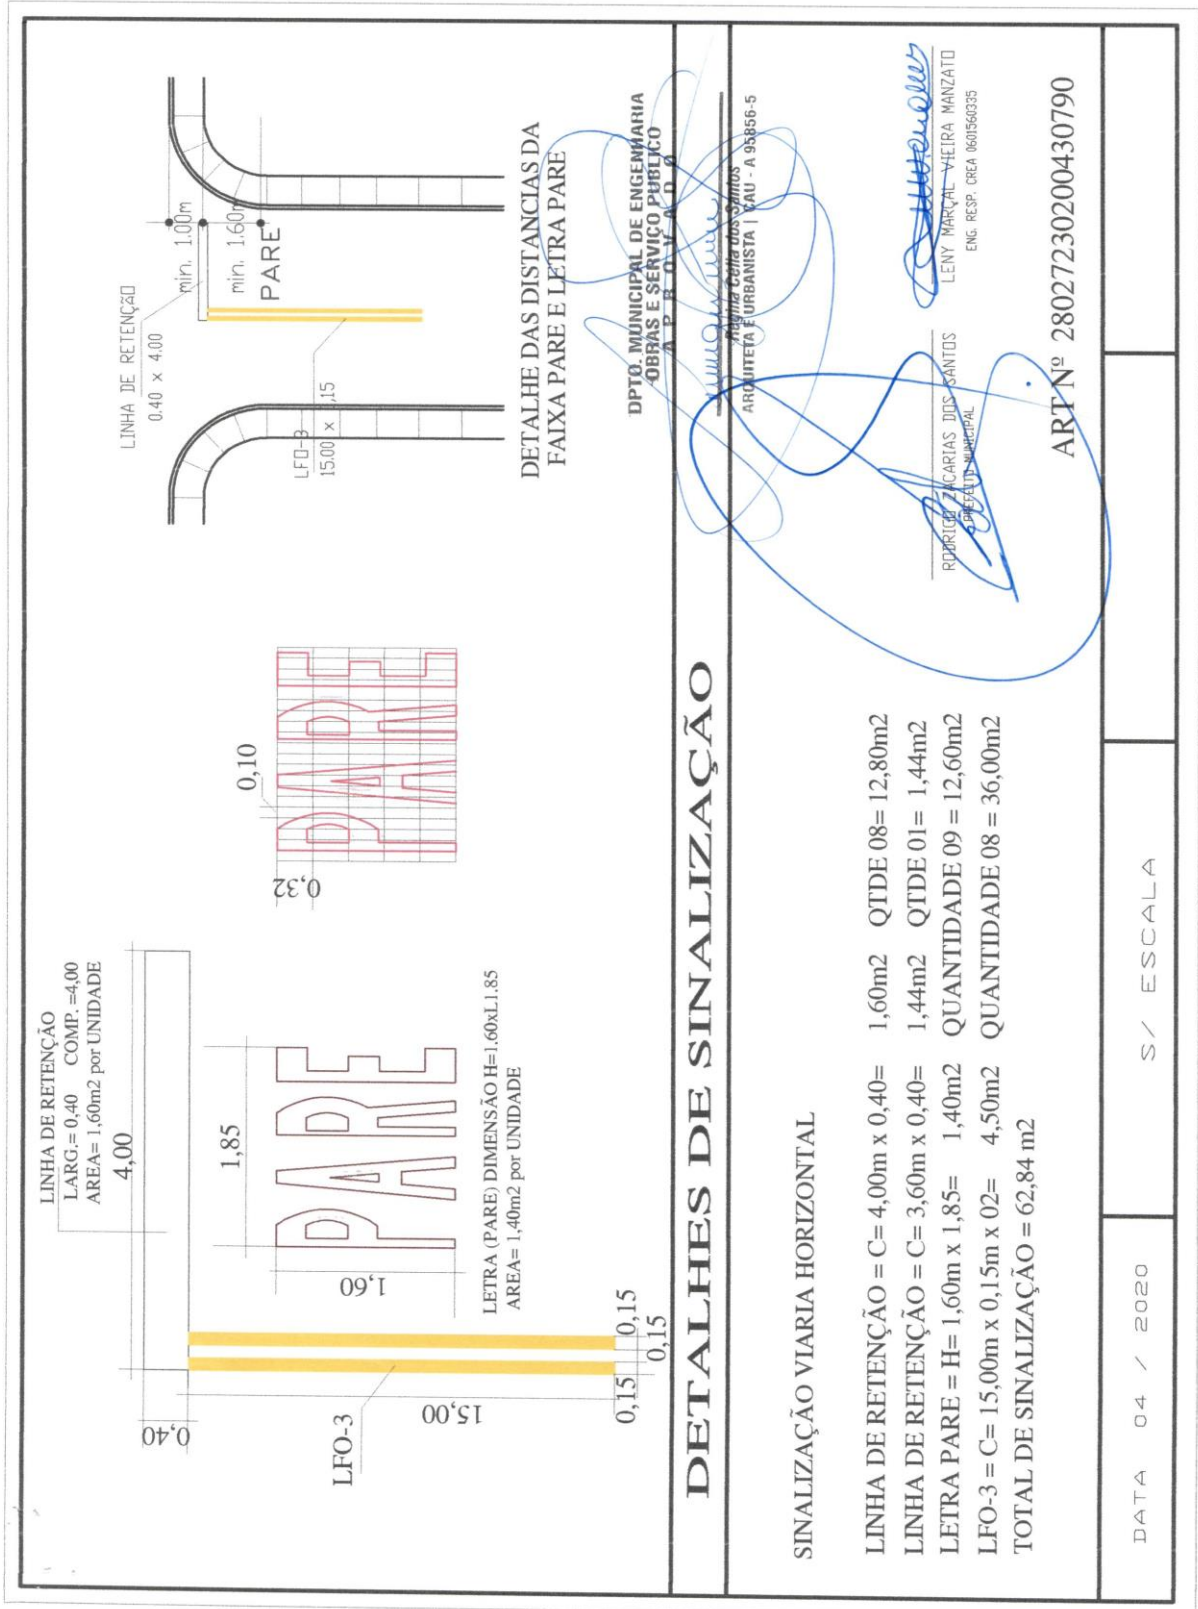 LINHA DE RETENÇÃO
LARG.= 0,40 COMP. =4,00
AREA= 1,60m2 por UNIDADE
4,00
0,40
1,85
PARE
1,60
LETRA (PARE) DIMENSÃO H=1.60xL1.85
AREA= 1,40m2 por UNIDADE
LFO-3
15,00
0,15
0,15
0,15
0,10
0,32
PARE
LINHA DE RETENÇÃO
0.40 x 4.00
min. 1.00m
min. 1.60m
PARE
LFO-3
15.00 x ,15
DETALHE DAS DISTANCIAS DA
FAIXA PARE E LETRA PARE
DETALHES DE SINALIZAÇÃO
DPTO. MUNICIPAL DE ENGENHARIA
OBRAS E SERVIÇO PUBLICO
APROVADO
Regina Célia dos Santos
ARQUITETA E URBANISTA | CAU - A 95856-5
SINALIZAÇÃO VIARIA HORIZONTAL
LINHA DE RETENÇÃO = C= 4,00m x 0,40= 1,60m2 QTDE 08= 12,80m2
LINHA DE RETENÇÃO = C= 3,60m x 0,40= 1,44m2 QTDE 01= 1,44m2
LETRA PARE = H= 1,60m x 1,85= 1,40m2 QUANTIDADE 09 = 12,60m2
LFO-3 = C= 15,00m x 0,15m x 02= 4,50m2 QUANTIDADE 08 = 36,00m2
TOTAL DE SINALIZAÇÃO = 62,84 m2
RODRIGO ZACARIAS DOS SANTOS
PREFEITO MUNICIPAL
LENY MARÇAL VIEIRA MANZATO
ENG. RESP. CREA 0601560335
ART Nº 28027230200430790
DATA 04 / 2020
S/ ESCALA